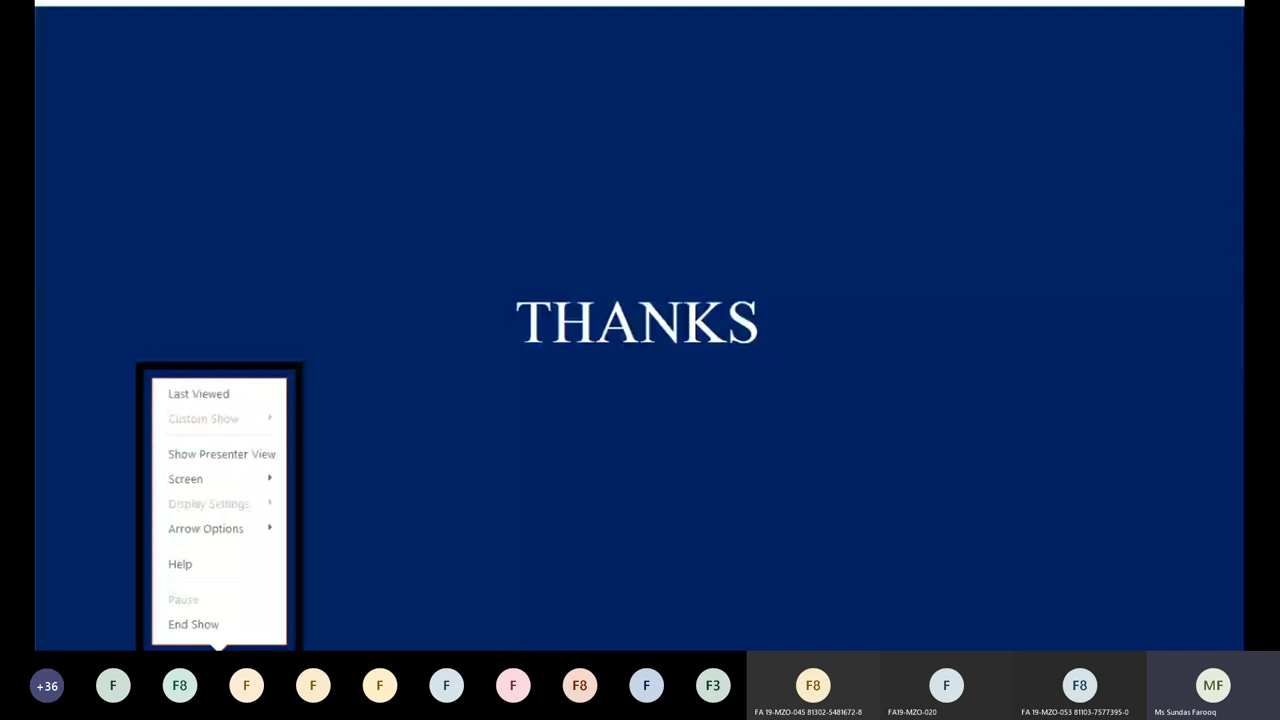 THANKS
Last Viewed
Custom Show
Show Presenter View
Screen
Display Settings
Arrow Options
Help
Pause
End Show
+36
F
F8
F
F
F
F
F
F8
F
F3
F8
F
F8
MF
FA 19-MZO-045 81302-5481672-8
FA19-MZO-020
FA 19-MZO-053 81103-7577395-0
Ms Sundas Farooq